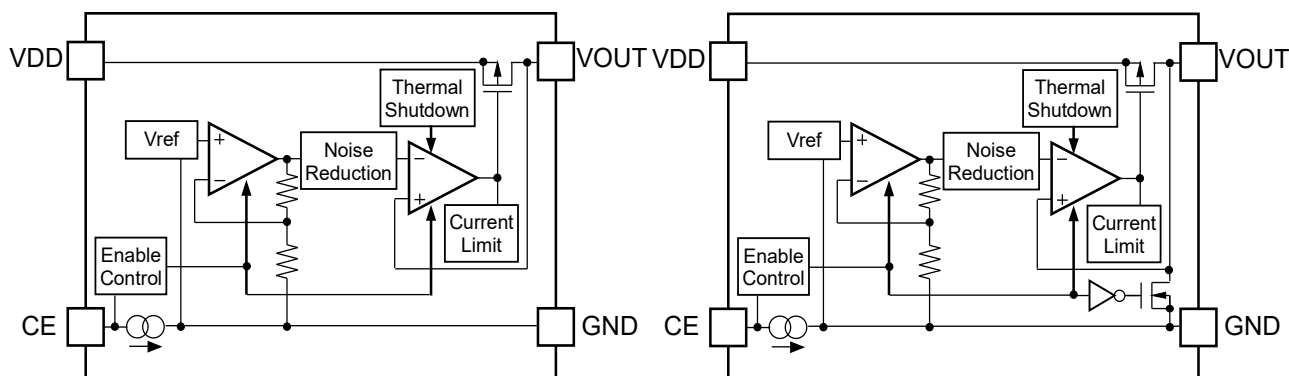 VDD
VOUT
Thermal
Shutdown
Vref
+
−
Noise
Reduction
−
+
Current
Limit
Enable
Control
CE
GND
VDD
VOUT
Thermal
Shutdown
Vref
+
−
Noise
Reduction
−
+
Current
Limit
Enable
Control
CE
GND